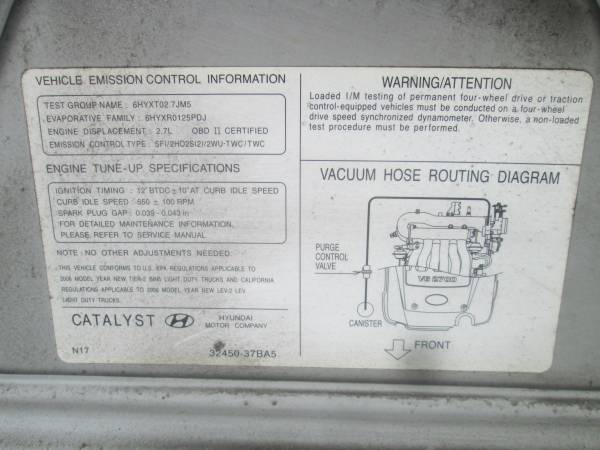 VEHICLE EMISSION CONTROL INFORMATION
TEST GROUP NAME : 6HYXT02.7JM5
EVAPORATIVE FAMILY : 6HYXR0125PDJ
ENGINE DISPLACEMENT : 2.7L OBD II CERTIFIED
EMISSION CONTROL TYPE : SFI/2HO2S(2)/2WU-TWC/TWC
ENGINE TUNE-UP SPECIFICATIONS
IGNITION TIMING : 12°BTDC ± 10°AT CURB IDLE SPEED
CURB IDLE SPEED : 650 ± 100 RPM
SPARK PLUG GAP : 0.039 - 0.043 in
FOR DETAILED MAINTENANCE INFORMATION,
PLEASE REFER TO SERVICE MANUAL.
NOTE : NO OTHER ADJUSTMENTS NEEDED.
THIS VEHICLE CONFORMS TO U.S. EPA REGULATIONS APPLICABLE TO
2006 MODEL YEAR NEW TIER-2 BIN5 LIGHT DUTY TRUCKS AND CALIFORNIA
REGULATIONS APPLICABLE TO 2006 MODEL YEAR NEW LEV-2 LEV
LIGHT DUTY TRUCKS.
CATALYST
HYUNDAI
MOTOR COMPANY
N17
32450-37BA5
WARNING/ATTENTION
Loaded I/M testing of permanent four-wheel drive or traction
control-equipped vehicles must be conducted on a four-wheel
drive speed synchronized dynamometer. Otherwise, a non-loaded
test procedure must be performed.
VACUUM HOSE ROUTING DIAGRAM
PURGE
CONTROL
VALVE
V6 2700
CANISTER
FRONT